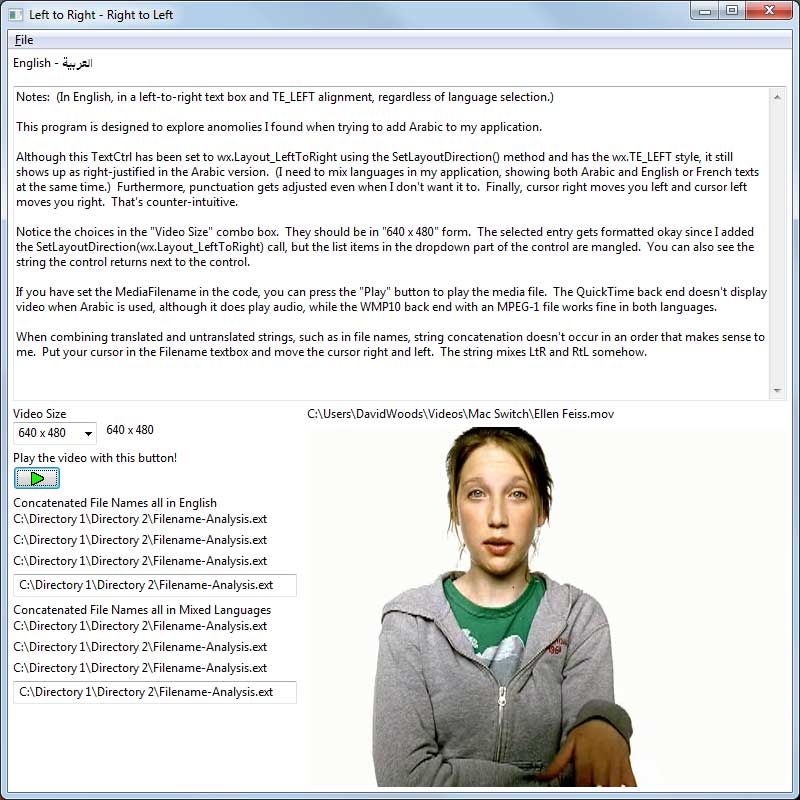 Left to Right - Right to Left
File
English - العربية
Notes:  (In English, in a left-to-right text box and TE_LEFT alignment, regardless of language selection.)
This program is designed to explore anomolies I found when trying to add Arabic to my application.
Although this TextCtrl has been set to wx.Layout_LeftToRight using the SetLayoutDirection() method and has the wx.TE_LEFT style, it still
shows up as right-justified in the Arabic version.  (I need to mix languages in my application, showing both Arabic and English or French texts
at the same time.)  Furthermore, punctuation gets adjusted even when I don't want it to.  Finally, cursor right moves you left and cursor left
moves you right.  That's counter-intuitive.
Notice the choices in the "Video Size" combo box.  They should be in "640 x 480" form.  The selected entry gets formatted okay since I added
the SetLayoutDirection(wx.Layout_LeftToRight) call, but the list items in the dropdown part of the control are mangled.  You can also see the
string the control returns next to the control.
If you have set the MediaFilename in the code, you can press the "Play" button to play the media file.  The QuickTime back end doesn't display
video when Arabic is used, although it does play audio, while the WMP10 back end with an MPEG-1 file works fine in both languages.
When combining translated and untranslated strings, such as in file names, string concatenation doesn't occur in an order that makes sense to
me.  Put your cursor in the Filename textbox and move the cursor right and left.  The string mixes LtR and RtL somehow.
Video Size
640 x 480
640 x 480
Play the video with this button!
Concatenated File Names all in English
C:\Directory 1\Directory 2\Filename-Analysis.ext
C:\Directory 1\Directory 2\Filename-Analysis.ext
C:\Directory 1\Directory 2\Filename-Analysis.ext
C:\Directory 1\Directory 2\Filename-Analysis.ext
Concatenated File Names all in Mixed Languages
C:\Directory 1\Directory 2\Filename-Analysis.ext
C:\Directory 1\Directory 2\Filename-Analysis.ext
C:\Directory 1\Directory 2\Filename-Analysis.ext
C:\Directory 1\Directory 2\Filename-Analysis.ext
C:\Users\DavidWoods\Videos\Mac Switch\Ellen Feiss.mov